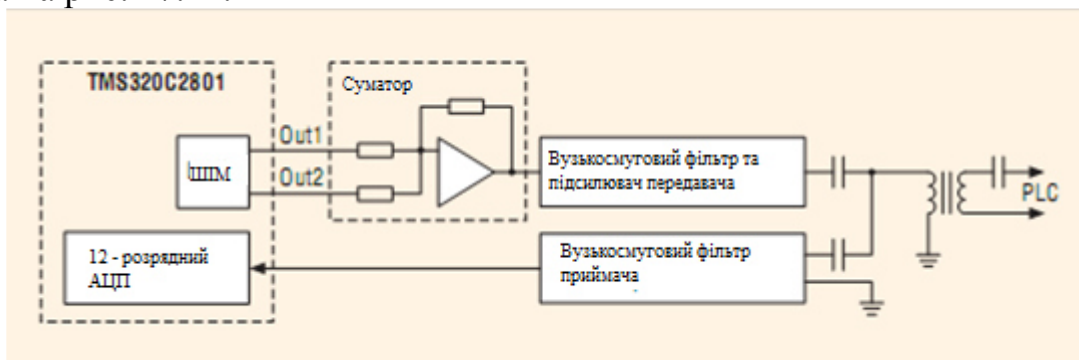 TMS320C2801
Суматор
Out1
ШІМ
Out2
Вузькосмуговий фільтр та
підсилювач передавача
PLC
12 - розрядний
АЦП
Вузькосмуговий фільтр
приймача